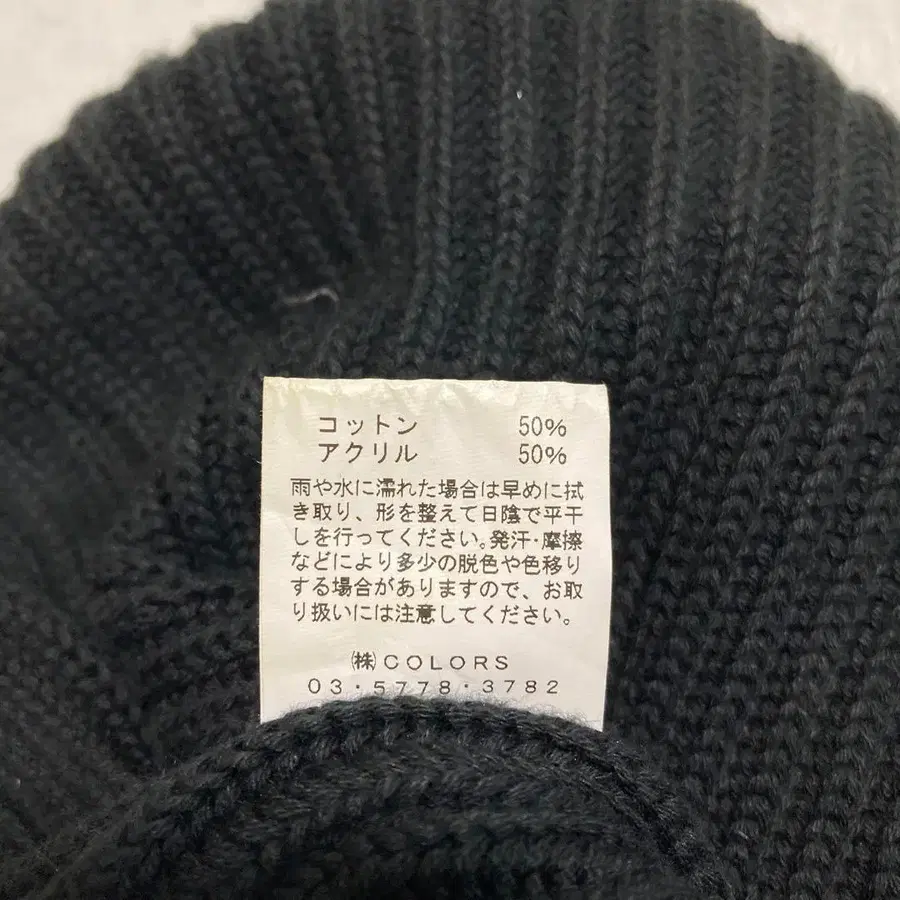 コットン 50%
アクリル 50%
雨や水に濡れた場合は早めに拭
き取り、形を整えて日陰で平干
しを行ってください。発汗・摩擦
などにより多少の脱色や色移り
する場合がありますので、お取
り扱いには注意してください。
㈱COLORS
03・5778・3782